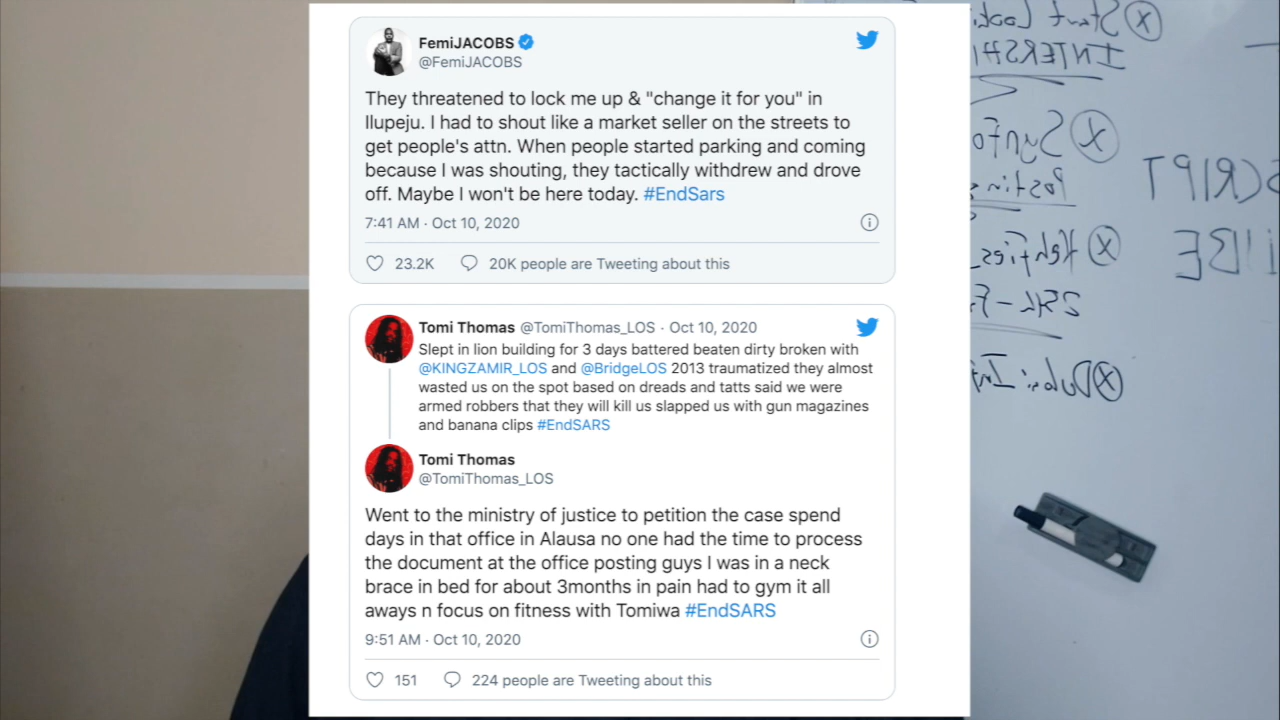 FemiJACOBS
@FemiJACOBS
They threatened to lock me up & "change it for you" in
Ilupeju. I had to shout like a market seller on the streets to
get people's attn. When people started parking and coming
because I was shouting, they tactically withdrew and drove
off. Maybe I won't be here today. #EndSars
7:41 AM · Oct 10, 2020
23.2K 20K people are Tweeting about this
Tomi Thomas @TomiThomas_LOS · Oct 10, 2020
Slept in lion building for 3 days battered beaten dirty broken with
@KINGZAMIR_LOS and @BridgeLOS 2013 traumatized they almost
wasted us on the spot based on dreads and tatts said we were
armed robbers that they will kill us slapped us with gun magazines
and banana clips #EndSARS
Tomi Thomas
@TomiThomas_LOS
Went to the ministry of justice to petition the case spend
days in that office in Alausa no one had the time to process
the document at the office posting guys I was in a neck
brace in bed for about 3months in pain had to gym it all
aways n focus on fitness with Tomiwa #EndSARS
9:51 AM · Oct 10, 2020
151 224 people are Tweeting about this
Start